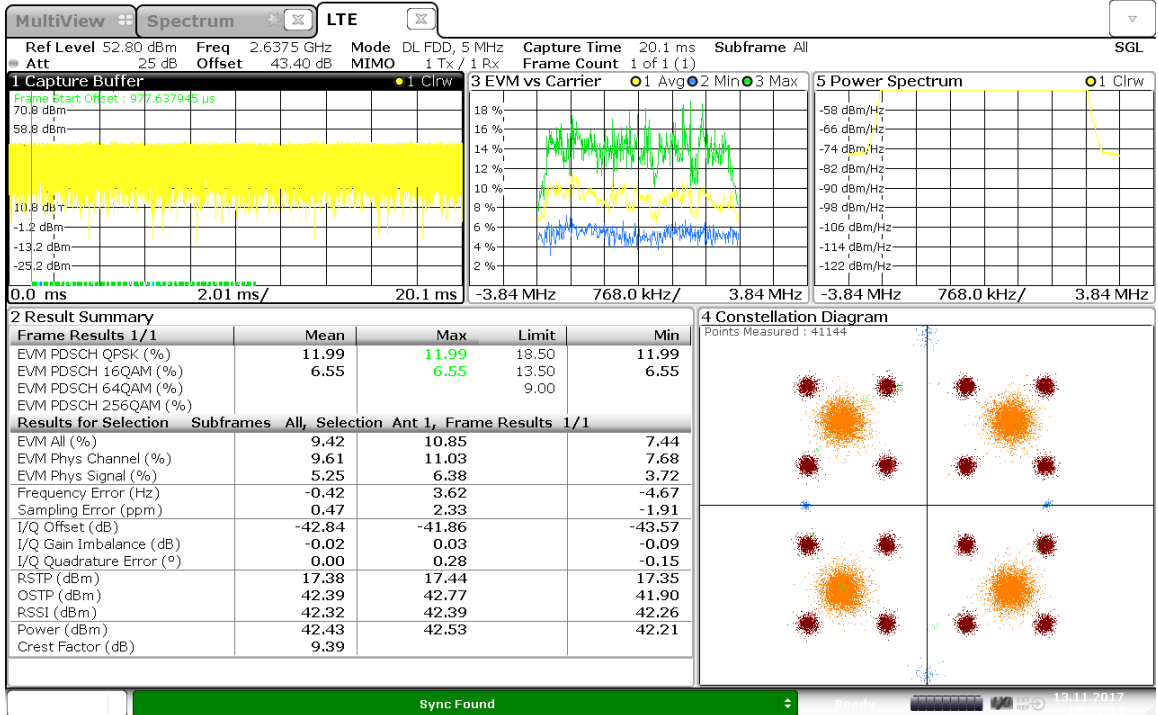 MultiView Spectrum LTE
Ref Level 52.80 dBm Freq 2.6375 GHz Mode DL FDD, 5 MHz Capture Time 20.1 ms Subframe All SGL
Att 25 dB Offset 43.40 dB MIMO 1 Tx / 1 Rx Frame Count 1 of 1 (1)
1 Capture Buffer 1 Clrw
Frame Start Offset : 977.637945 µs
70.8 dBm
58.8 dBm
10.8 dBm
-1.2 dBm
-13.2 dBm
-25.2 dBm
0.0 ms 2.01 ms/ 20.1 ms
3 EVM vs Carrier 1 Avg 2 Min 3 Max
18 %
16 %
14 %
12 %
10 %
8 %
6 %
4 %
2 %
-3.84 MHz 768.0 kHz/ 3.84 MHz
5 Power Spectrum 1 Clrw
-58 dBm/Hz
-66 dBm/Hz
-74 dBm/Hz
-82 dBm/Hz
-90 dBm/Hz
-98 dBm/Hz
-106 dBm/Hz
-114 dBm/Hz
-122 dBm/Hz
-3.84 MHz 768.0 kHz/ 3.84 MHz
2 Result Summary
Frame Results 1/1 Mean Max Limit Min
EVM PDSCH QPSK (%) 11.99 11.99 18.50 11.99
EVM PDSCH 16QAM (%) 6.55 6.55 13.50 6.55
EVM PDSCH 64QAM (%) 9.00
EVM PDSCH 256QAM (%)
Results for Selection Subframes All, Selection Ant 1, Frame Results 1/1
EVM All (%) 9.42 10.85 7.44
EVM Phys Channel (%) 9.61 11.03 7.68
EVM Phys Signal (%) 5.25 6.38 3.72
Frequency Error (Hz) -0.42 3.62 -4.67
Sampling Error (ppm) 0.47 2.33 -1.91
I/Q Offset (dB) -42.84 -41.86 -43.57
I/Q Gain Imbalance (dB) -0.02 0.03 -0.09
I/Q Quadrature Error (°) 0.00 0.28 -0.15
RSTP (dBm) 17.38 17.44 17.35
OSTP (dBm) 42.39 42.77 41.90
RSSI (dBm) 42.32 42.39 42.26
Power (dBm) 42.43 42.53 42.21
Crest Factor (dB) 9.39
4 Constellation Diagram
Points Measured : 41144
Sync Found
Ready
LXI EXT REF
13.11.2017